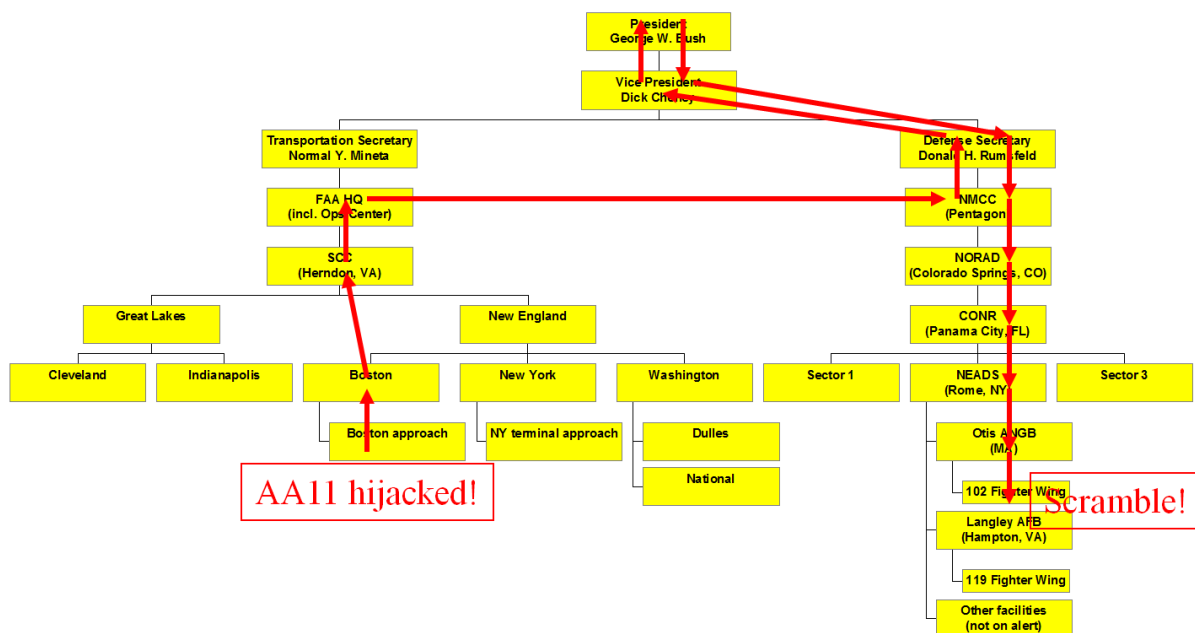 President
George W. Bush
Vice President
Dick Cheney
Transportation Secretary
Normal Y. Mineta
Defense Secretary
Donald H. Rumsfeld
FAA HQ
(incl. Ops Center)
NMCC
(Pentagon)
SCC
(Herndon, VA)
NORAD
(Colorado Springs, CO)
Great Lakes
New England
CONR
(Panama City, FL)
Cleveland
Indianapolis
Boston
New York
Washington
Sector 1
NEADS
(Rome, NY)
Sector 3
Boston approach
NY terminal approach
Dulles
Otis ANGB
(MA)
AA11 hijacked!
National
102 Fighter Wing
Scramble!
Langley AFB
(Hampton, VA)
119 Fighter Wing
Other facilities
(not on alert)